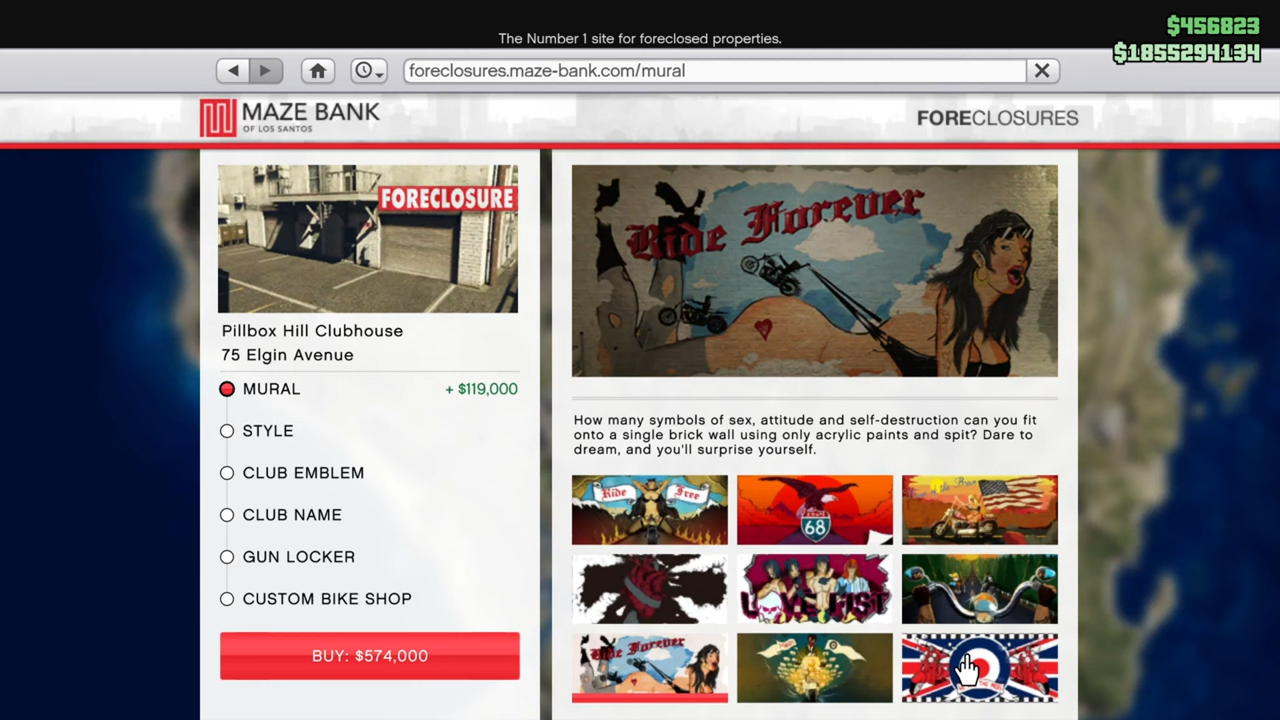 The Number 1 site for foreclosed properties.
$456823
$1855294134
foreclosures.maze-bank.com/mural
MAZE BANK
OF LOS SANTOS
FORECLOSURES
FORECLOSURE
Pillbox Hill Clubhouse
75 Elgin Avenue
MURAL + $119,000
STYLE
CLUB EMBLEM
CLUB NAME
GUN LOCKER
CUSTOM BIKE SHOP
BUY: $574,000
Ride Forever
How many symbols of sex, attitude and self-destruction can you fit
onto a single brick wall using only acrylic paints and spit? Dare to
dream, and you'll surprise yourself.
Ride Free
68
LOVE FIST
Ride Forever